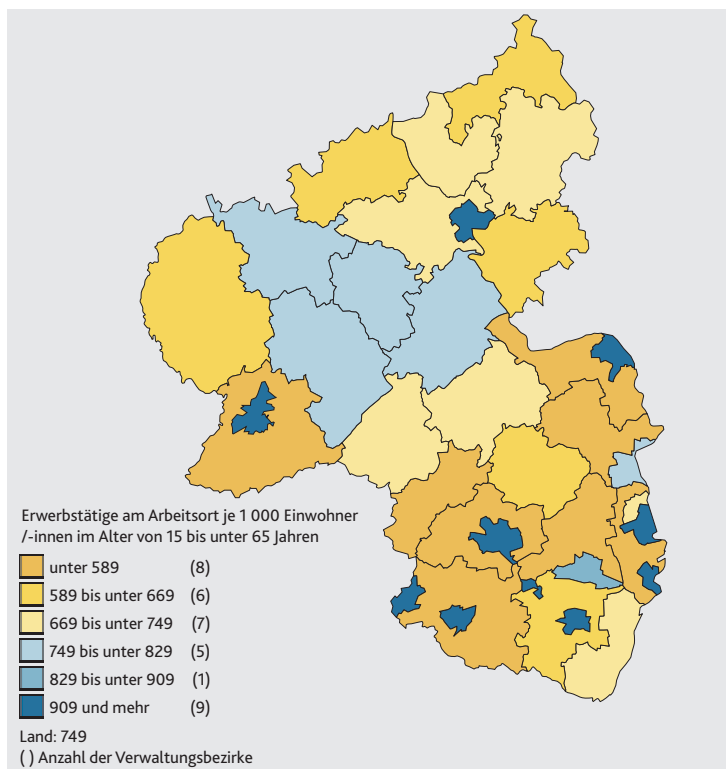 Erwerbstätige am Arbeitsort je 1 000 Einwohner
/-innen im Alter von 15 bis unter 65 Jahren
unter 589 (8)
589 bis unter 669 (6)
669 bis unter 749 (7)
749 bis unter 829 (5)
829 bis unter 909 (1)
909 und mehr (9)
Land: 749
( ) Anzahl der Verwaltungsbezirke